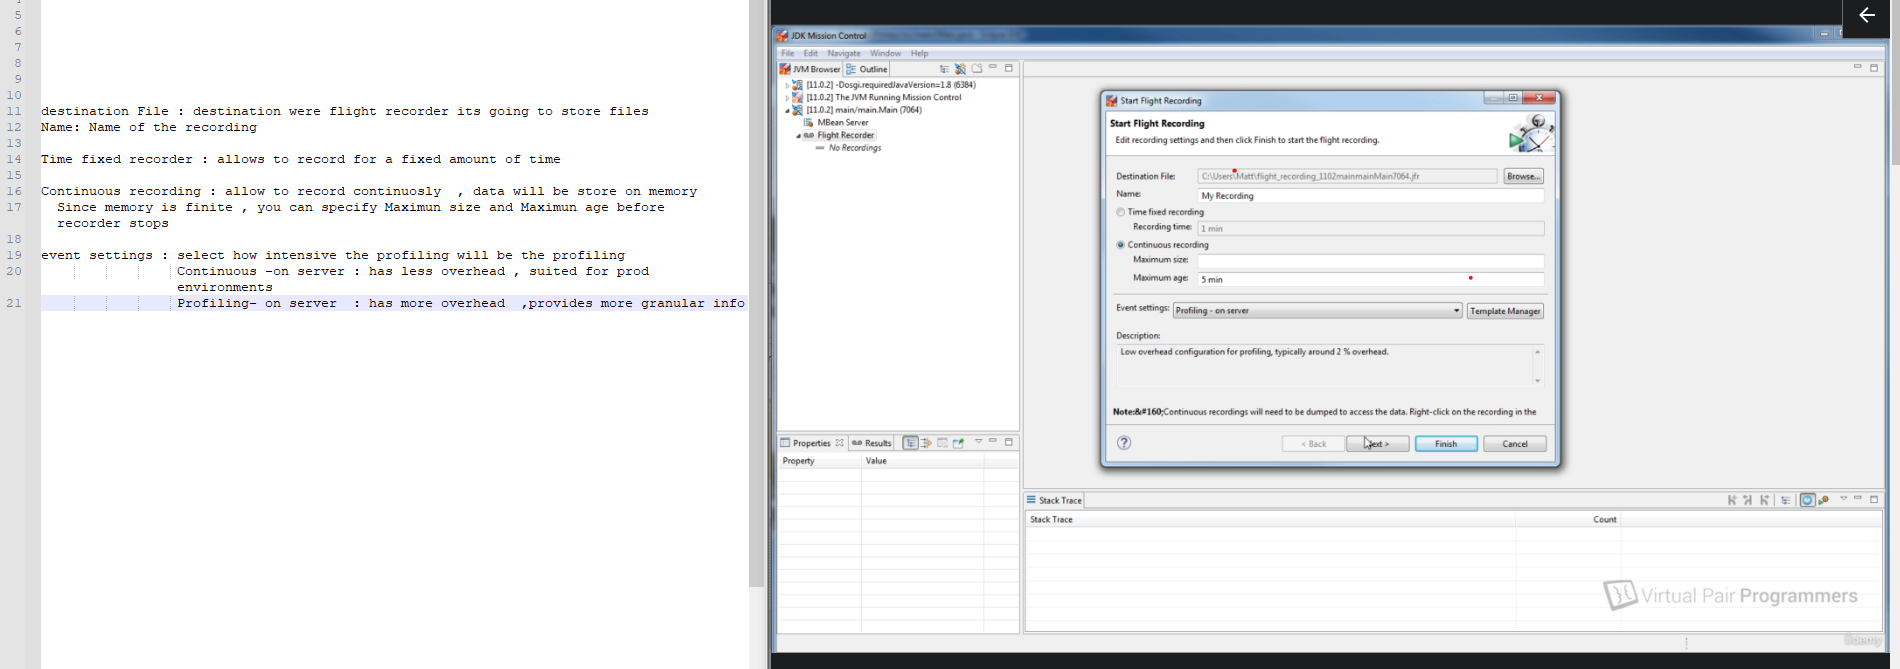 5
6
7
8
9
10
11 destination File : destination were flight recorder its going to store files
12 Name: Name of the recording
13
14 Time fixed recorder : allows to record for a fixed amount of time
15
16 Continuous recording : allow to record continuosly , data will be store on memory
17 Since memory is finite , you can specify Maximun size and Maximun age before
recorder stops
18
19 event settings : select how intensive the profiling will be the profiling
20 Continuous -on server : has less overhead , suited for prod
environments
21 Profiling- on server : has more overhead ,provides more granular info
JDK Mission Control
File Edit Navigate Window Help
JVM Browser Outline
[11.0.2] -Dosgi.requiredJavaVersion=1.8 (6384)
[11.0.2] The JVM Running Mission Control
[11.0.2] main/main.Main (7064)
MBean Server
Flight Recorder
No Recordings
Start Flight Recording
Start Flight Recording
Edit recording settings and then click Finish to start the flight recording.
Destination File: C:\Users\Matt\flight_recording_1102mainmainMain7064.jfr Browse...
Name: My Recording
Time fixed recording
Recording time: 1 min
Continuous recording
Maximum size:
Maximum age: 5 min
Event settings: Profiling - on server Template Manager
Description:
Low overhead configuration for profiling, typically around 2 % overhead.
Note:&#160;Continuous recordings will need to be dumped to access the data. Right-click on the recording in the
< Back Next > Finish Cancel
Properties Results
Property Value
Stack Trace
Stack Trace Count
Virtual Pair Programmers
ûdemy